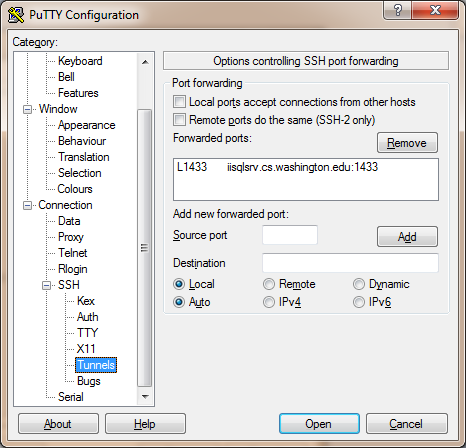 PuTTY Configuration
Category:
Keyboard
Bell
Features
Window
Appearance
Behaviour
Translation
Selection
Colours
Connection
Data
Proxy
Telnet
Rlogin
SSH
Kex
Auth
TTY
X11
Tunnels
Bugs
Serial
Options controlling SSH port forwarding
Port forwarding
Local ports accept connections from other hosts
Remote ports do the same (SSH-2 only)
Forwarded ports:
Remove
L1433 iisqlsrv.cs.washington.edu:1433
Add new forwarded port:
Source port
Add
Destination
Local Remote Dynamic
Auto IPv4 IPv6
About Help Open Cancel